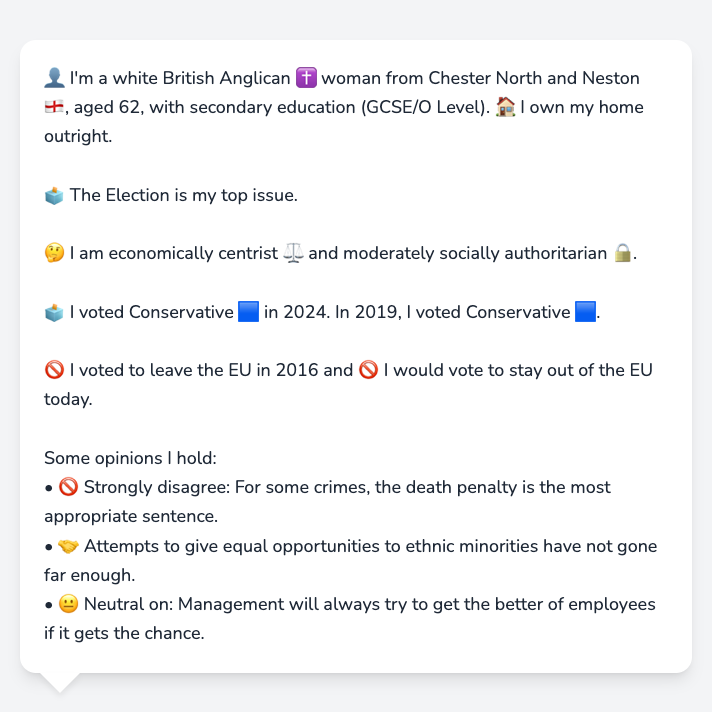 👤 I'm a white British Anglican ✝️ woman from Chester North and Neston
🏴󠁧󠁢󠁥󠁮󠁧󠁿, aged 62, with secondary education (GCSE/O Level). 🏠 I own my home
outright.
🗳️ The Election is my top issue.
🤔 I am economically centrist ⚖️ and moderately socially authoritarian 🔒.
🗳️ I voted Conservative 🟦 in 2024. In 2019, I voted Conservative 🟦.
🚫 I voted to leave the EU in 2016 and 🚫 I would vote to stay out of the EU
today.
Some opinions I hold:
• 🚫 Strongly disagree: For some crimes, the death penalty is the most
appropriate sentence.
• 🤝 Attempts to give equal opportunities to ethnic minorities have not gone
far enough.
• 😐 Neutral on: Management will always try to get the better of employees
if it gets the chance.